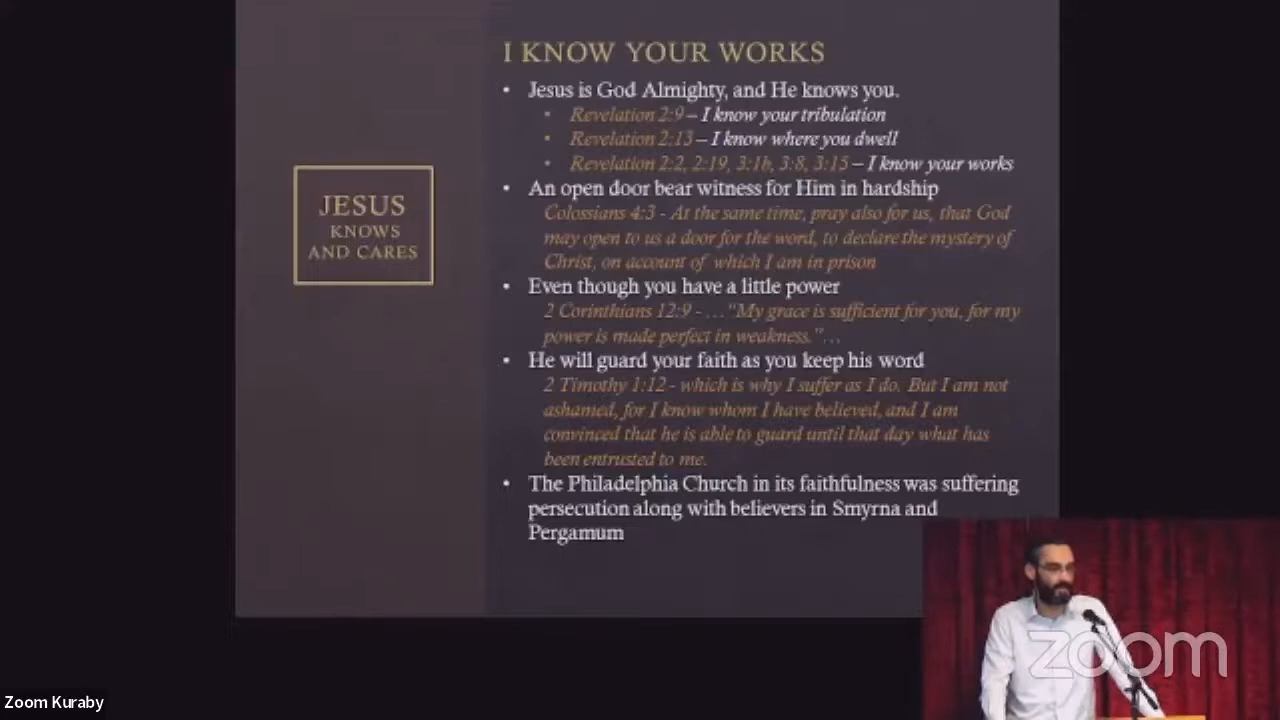 I KNOW YOUR WORKS
• Jesus is God Almighty, and He knows you.
• Revelation 2:9 – I know your tribulation
• Revelation 2:13 – I know where you dwell
• Revelation 2:2, 2:19, 3:1b, 3:8, 3:15 – I know your works
JESUS
KNOWS
AND CARES
• An open door bear witness for Him in hardship
Colossians 4:3 - At the same time, pray also for us, that God
may open to us a door for the word, to declare the mystery of
Christ, on account of which I am in prison
• Even though you have a little power
2 Corinthians 12:9 - …“My grace is sufficient for you, for my
power is made perfect in weakness.”…
• He will guard your faith as you keep his word
2 Timothy 1:12 - which is why I suffer as I do. But I am not
ashamed, for I know whom I have believed, and I am
convinced that he is able to guard until that day what has
been entrusted to me.
• The Philadelphia Church in its faithfulness was suffering
persecution along with believers in Smyrna and
Pergamum
zoom
Zoom Kuraby